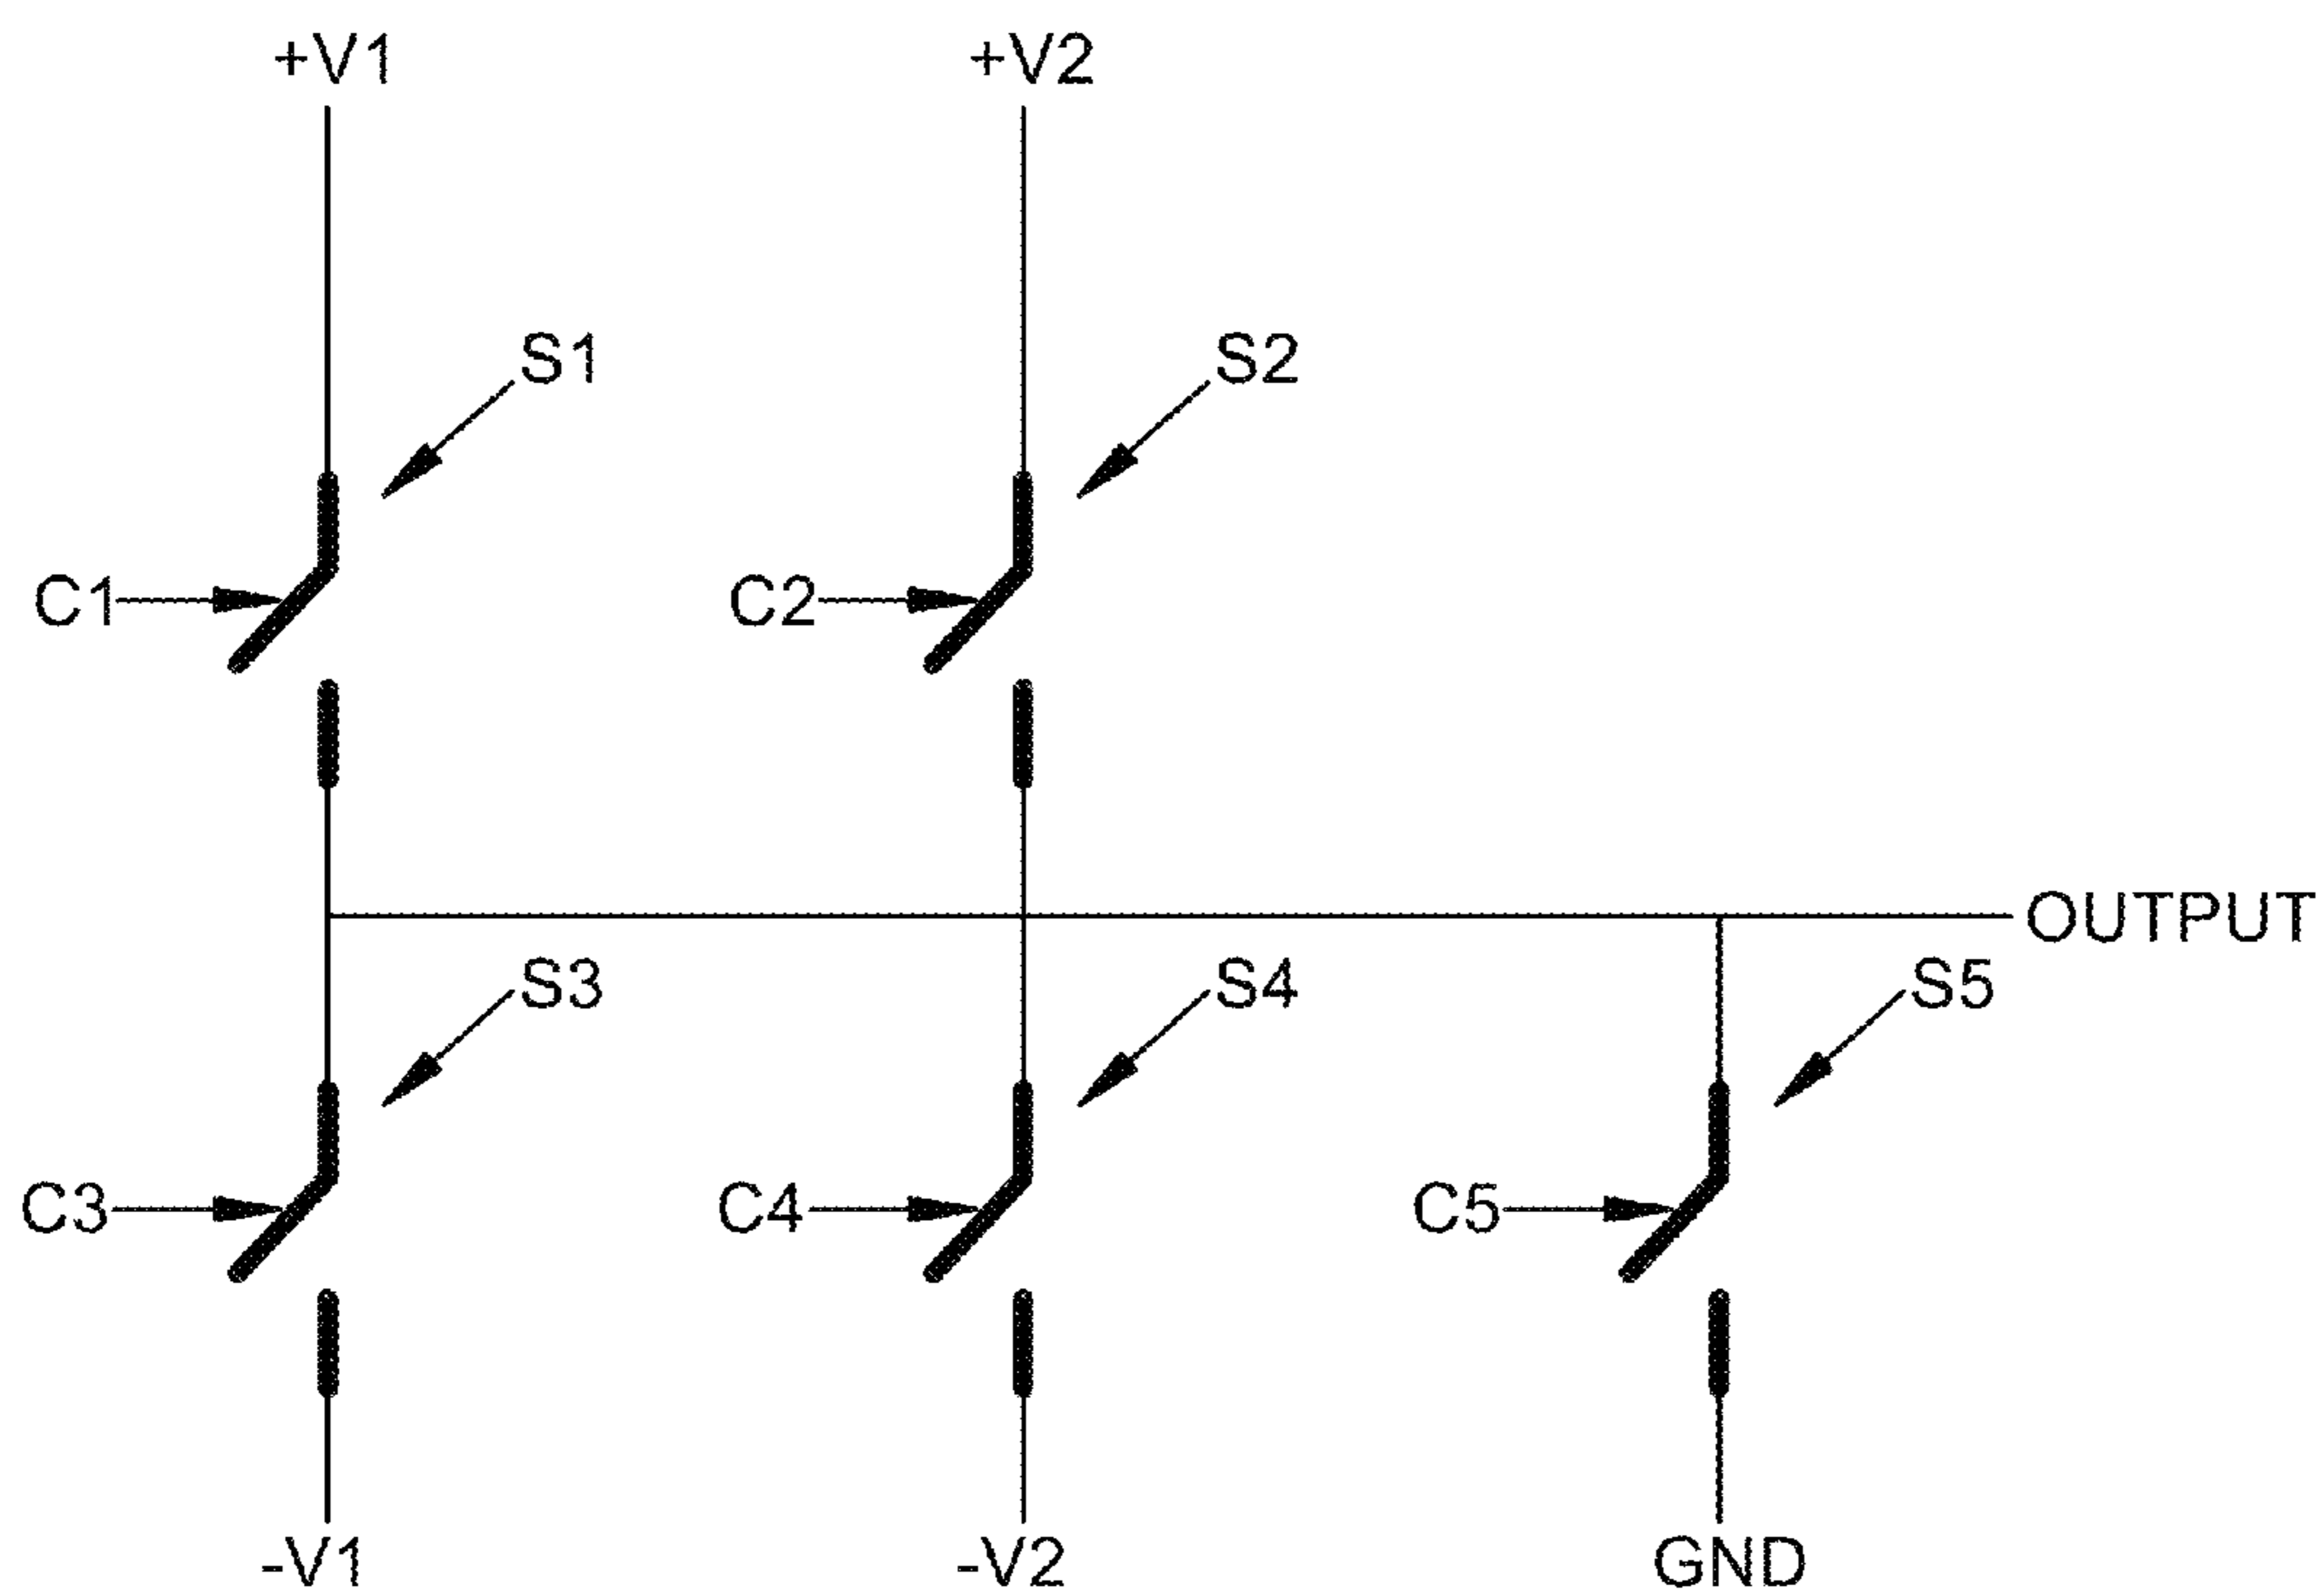 +V1 +V2
S1 S2
C1 C2
OUTPUT
S3 S4 S5
C3 C4 C5
-V1 -V2 GND